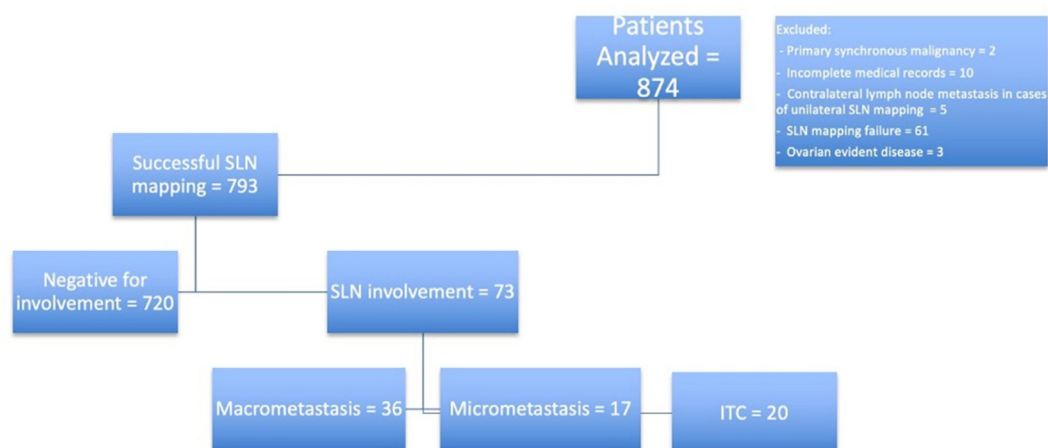 Patients
Analyzed =
874
Excluded:
- Primary synchronous malignancy = 2
- Incomplete medical records = 10
- Contralateral lymph node metastasis in cases
of unilateral SLN mapping = 5
- SLN mapping failure = 61
- Ovarian evident disease = 3
Successful SLN
mapping = 793
Negative for
involvement = 720
SLN involvement = 73
Macrometastasis = 36
Micrometastasis = 17
ITC = 20